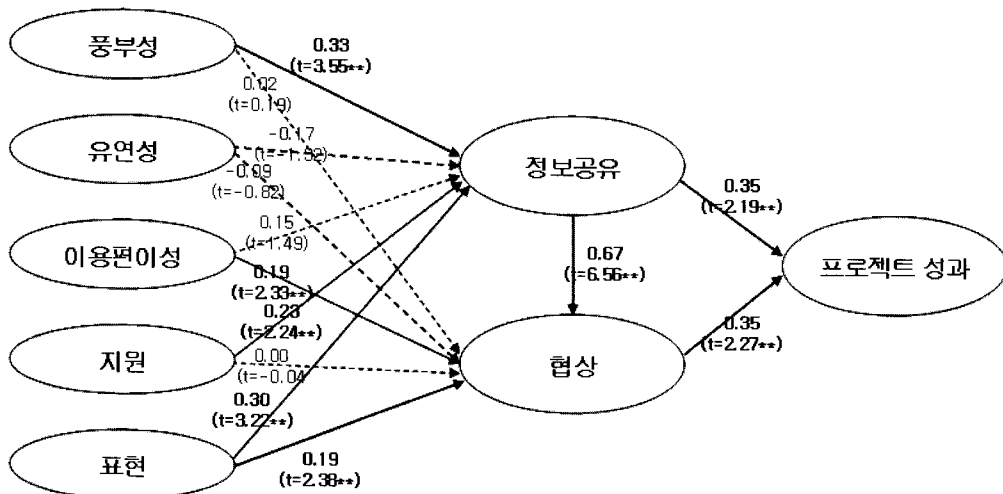 풍부성
0.33
(t=3.55**)
0.02
(t=0.19)
유연성
-0.17
(t=-1.92)
-0.09
(t=-0.82)
정보공유
이용편이성
0.15
(t=1.49)
0.19
(t=2.33**)
0.35
(t=2.19**)
0.67
(t=6.56**)
프로젝트 성과
0.23
(t=2.24**)
지원
0.00
(t=-0.04
협상
0.35
(t=2.27**)
0.30
(t=3.22**)
표현
0.19
(t=2.38**)